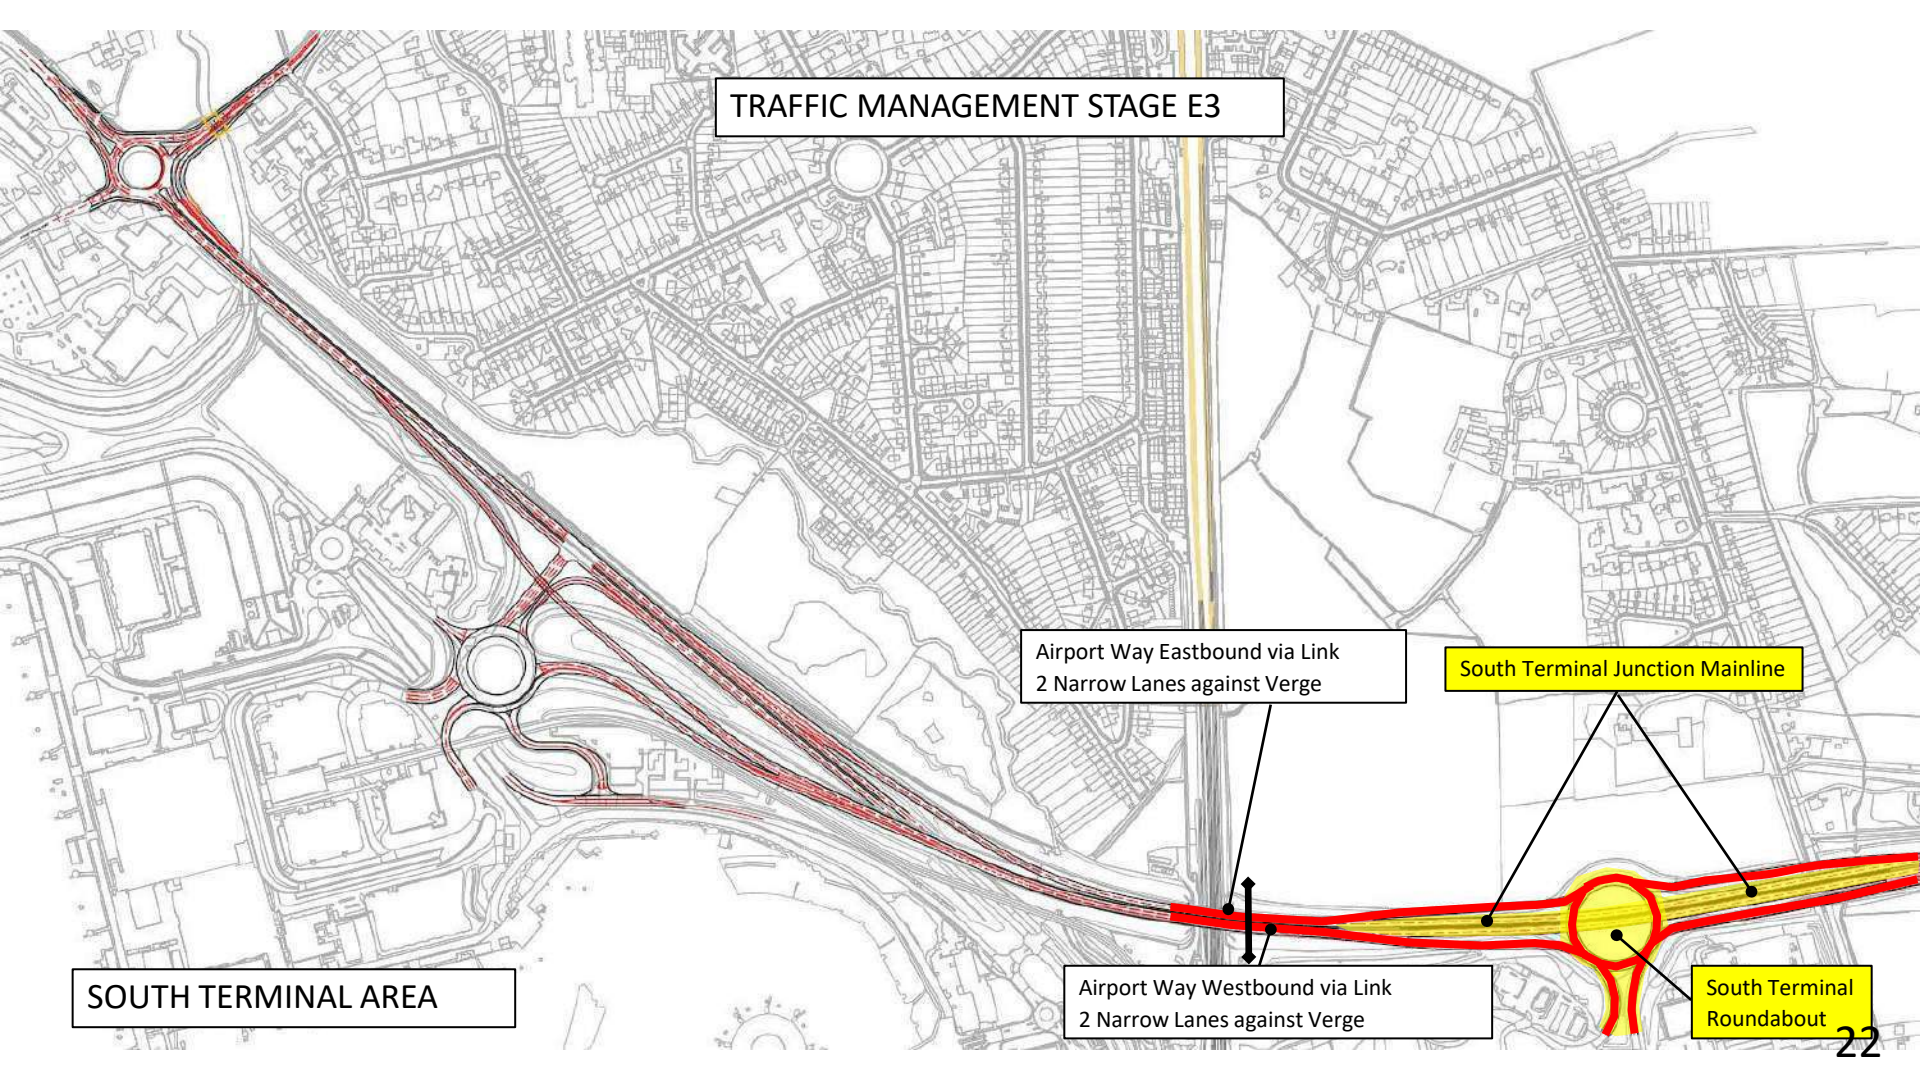 TRAFFIC MANAGEMENT STAGE E3
Airport Way Eastbound via Link
2 Narrow Lanes against Verge
South Terminal Junction Mainline
SOUTH TERMINAL AREA
Airport Way Westbound via Link
2 Narrow Lanes against Verge
South Terminal
Roundabout
22